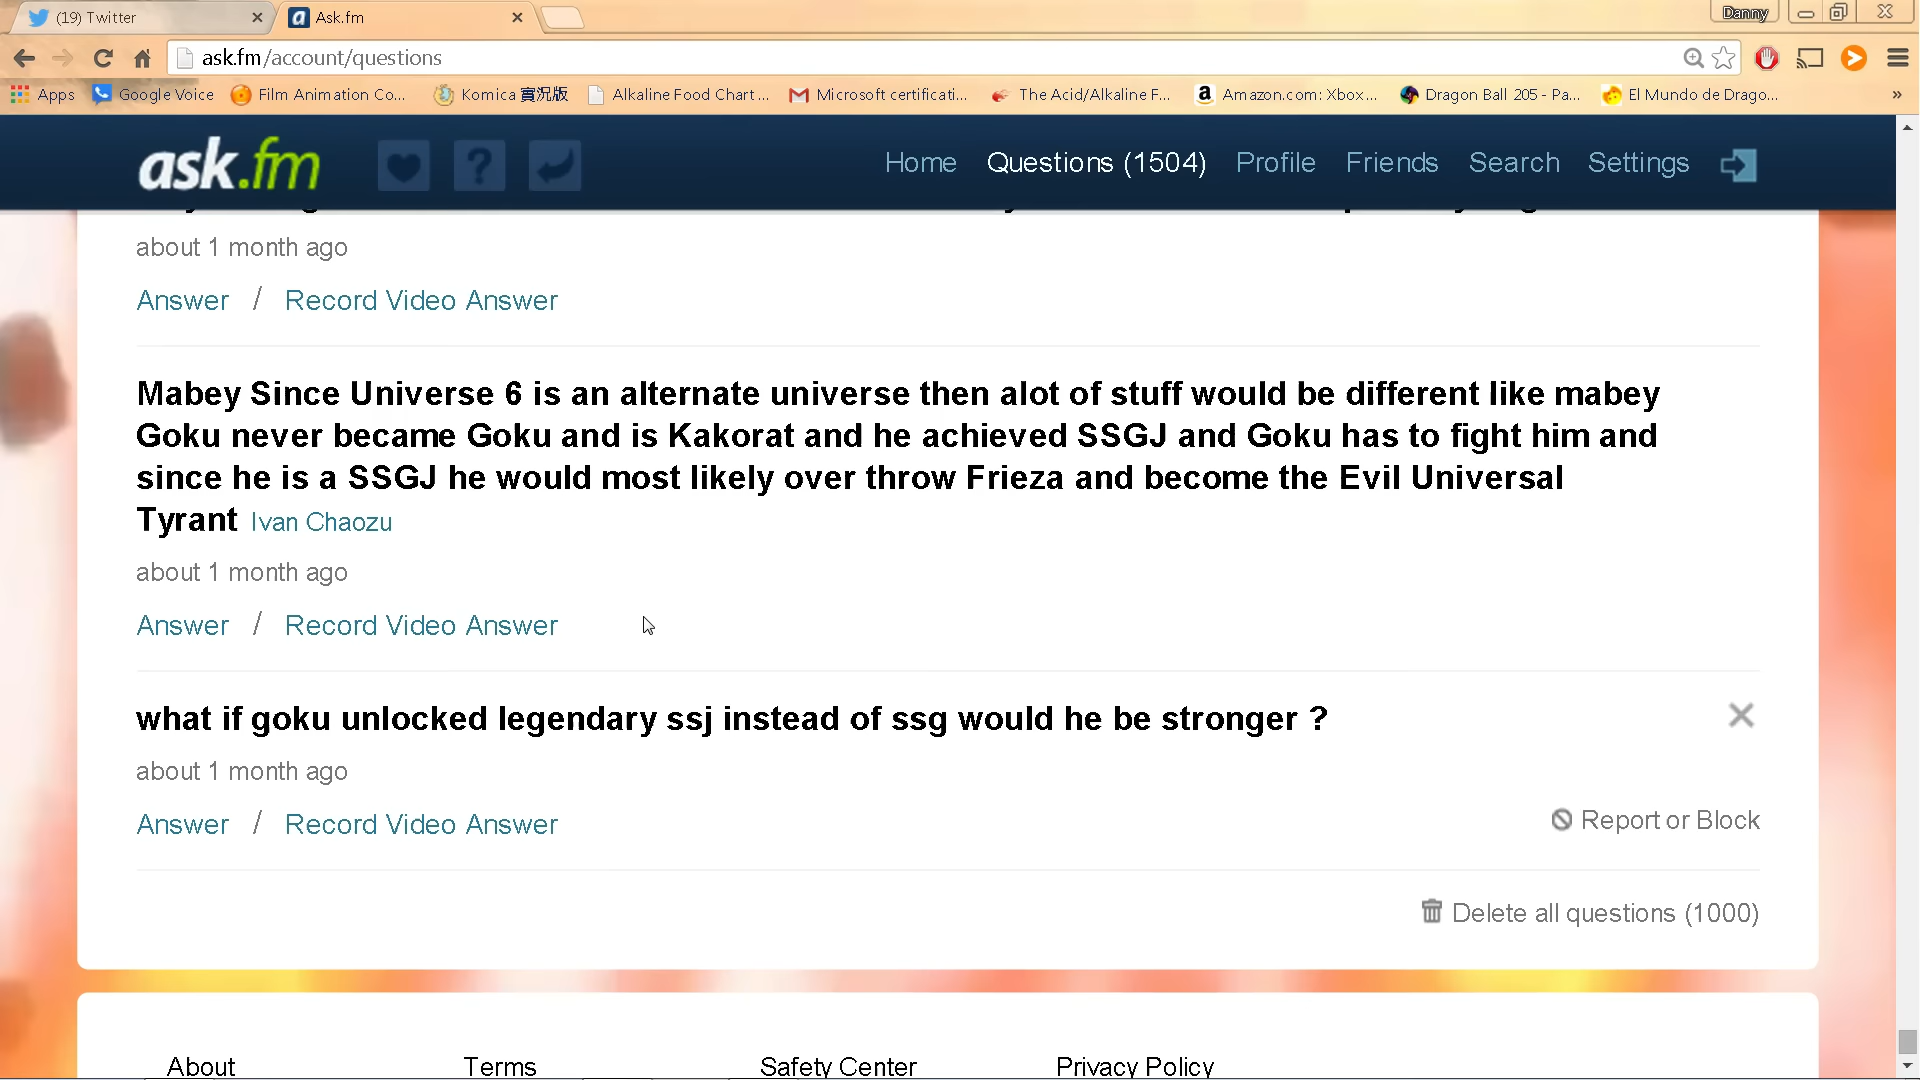 (19) Twitter
Ask.fm
Danny
ask.fm/account/questions
Apps
Google Voice
Film Animation Co...
Komica 實況版
Alkaline Food Chart ...
Microsoft certificati...
The Acid/Alkaline F...
Amazon.com: Xbox...
Dragon Ball 205 - Pa...
El Mundo de Drago...
»
ask.fm
Home
Questions (1504)
Profile
Friends
Search
Settings
about 1 month ago
Answer / Record Video Answer
Mabey Since Universe 6 is an alternate universe then alot of stuff would be different like mabey
Goku never became Goku and is Kakorat and he achieved SSGJ and Goku has to fight him and
since he is a SSGJ he would most likely over throw Frieza and become the Evil Universal
Tyrant Ivan Chaozu
about 1 month ago
Answer / Record Video Answer
what if goku unlocked legendary ssj instead of ssg would he be stronger ?
about 1 month ago
Answer / Record Video Answer
Report or Block
Delete all questions (1000)
About
Terms
Safety Center
Privacy Policy